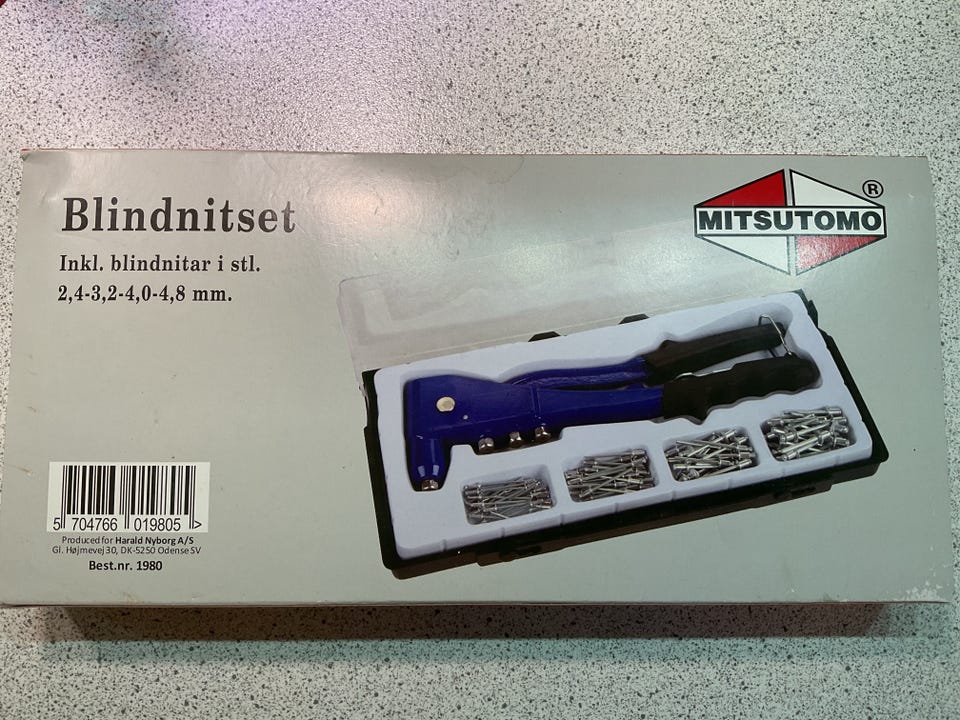 Blindnitset
Inkl. blindnitar i stl.
2,4-3,2-4,0-4,8 mm.
MITSUTOMO
®
5 704766 019805 >
Produced for Harald Nyborg A/S
Gl. Højmevej 30, DK-5250 Odense SV
Best.nr. 1980